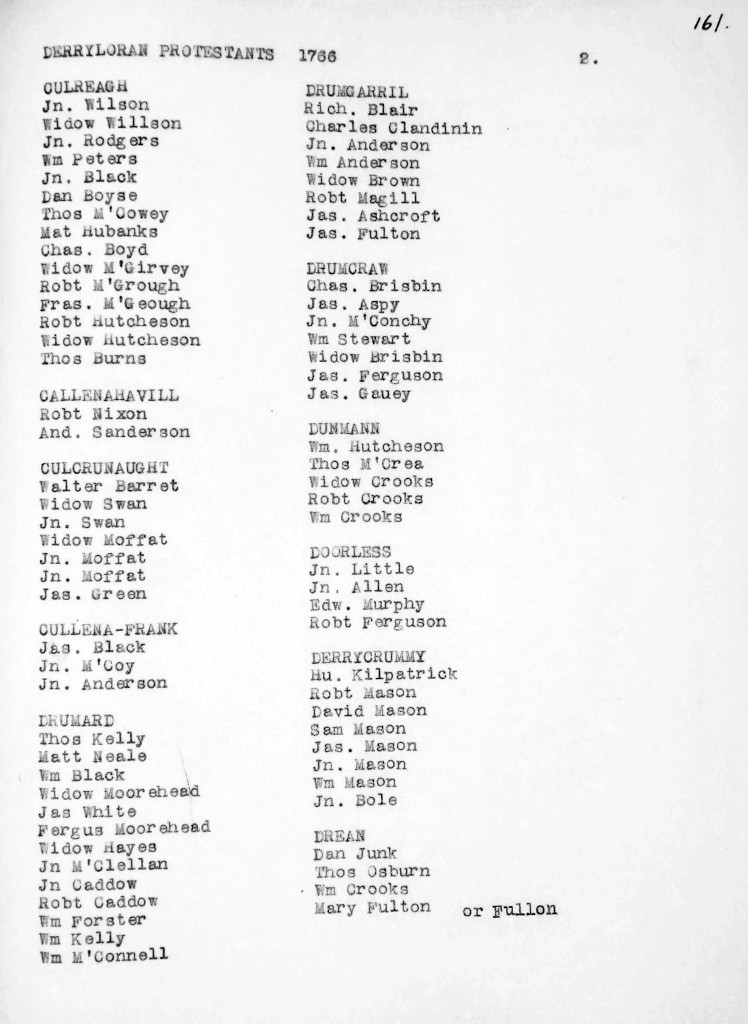 161.
DERRYLORAN PROTESTANTS 1766 2.
CULREAGH
Jn. Wilson
Widow Willson
Jn. Rodgers
Wm Peters
Jn. Black
Dan Boyse
Thos M'Cowey
Mat Hubanks
Chas. Boyd
Widow M'Girvey
Robt M'Grough
Fras. M'Geough
Robt Hutcheson
Widow Hutcheson
Thos Burns
CALLENAHAVILL
Robt Nixon
And. Sanderson
CULCRUNAUGHT
Walter Barret
Widow Swan
Jn. Swan
Widow Moffat
Jn. Moffat
Jn. Moffat
Jas. Green
CULLENA-FRANK
Jas. Black
Jn. M'Coy
Jn. Anderson
DRUMARD
Thos Kelly
Matt Neale
Wm Black
Widow Moorehead
Jas White
Fergus Moorehead
Widow Hayes
Jn M'Clellan
Jn Caddow
Robt Caddow
Wm Forster
Wm Kelly
Wm M'Connell
DRUMGARRIL
Rich. Blair
Charles Clandinin
Jn. Anderson
Wm Anderson
Widow Brown
Robt Magill
Jas. Ashcroft
Jas. Fulton
DRUMCRAW
Chas. Brisbin
Jas. Aspy
Jn. M'Conchy
Wm Stewart
Widow Brisbin
Jas. Ferguson
Jas. Gauey
DUNMANN
Wm. Hutcheson
Thos M'Crea
Widow Crooks
Robt Crooks
Wm Crooks
DOORLESS
Jn. Little
Jn. Allen
Edw. Murphy
Robt Ferguson
DERRYCRUMMY
Hu. Kilpatrick
Robt Mason
David Mason
Sam Mason
Jas. Mason
Jn. Mason
Wm Mason
Jn. Bole
DREAN
Dan Junk
Thos Osburn
Wm Crooks
Mary Fulton or Fullon